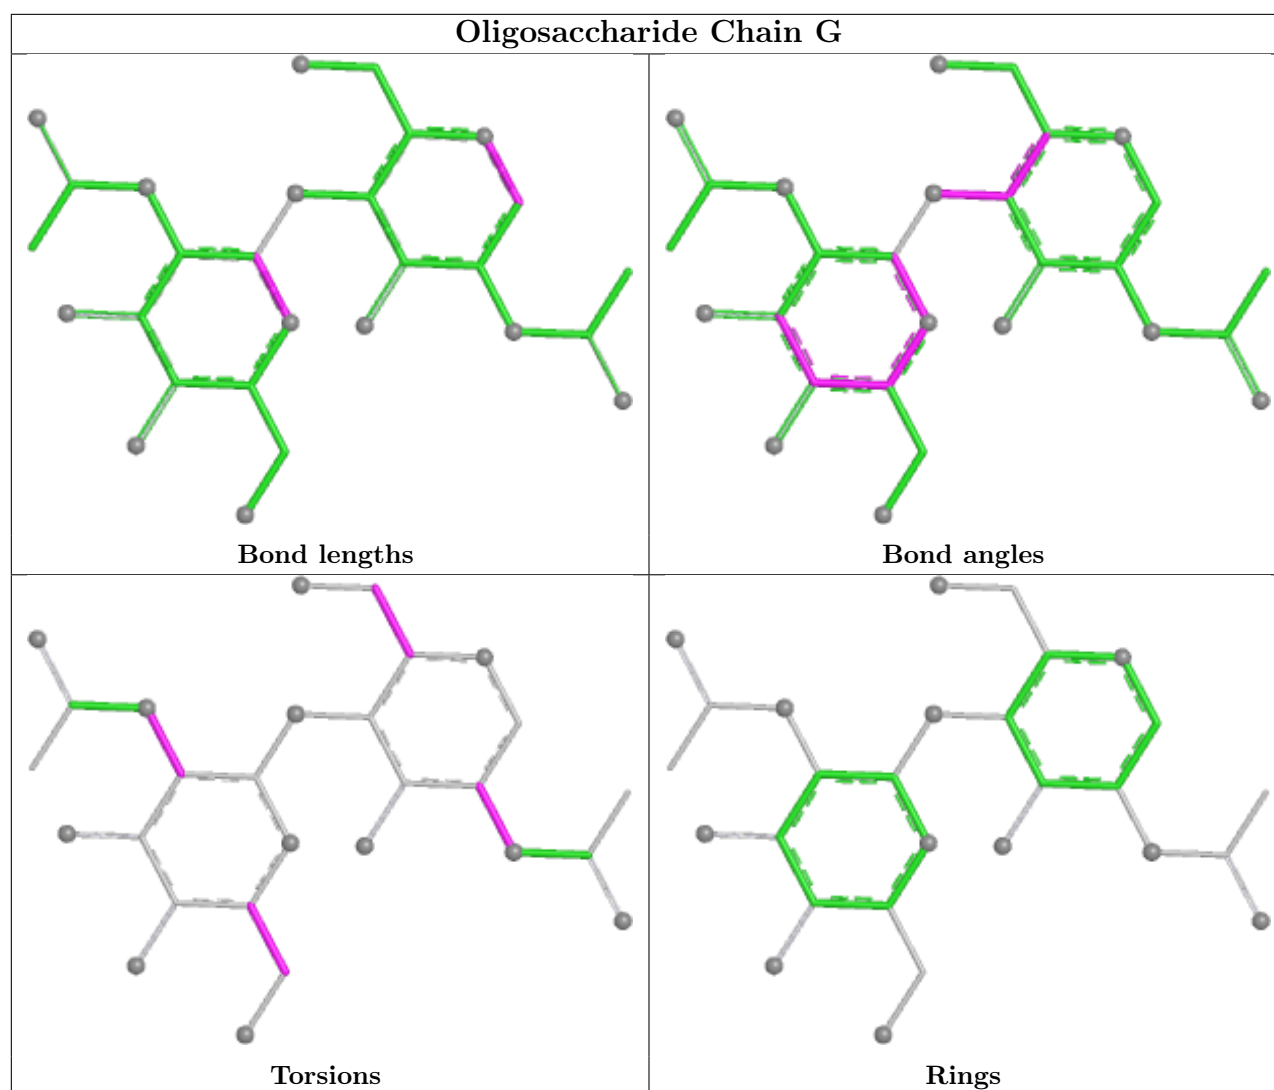 Oligosaccharide Chain G
Bond lengths
Bond angles
Torsions
Rings